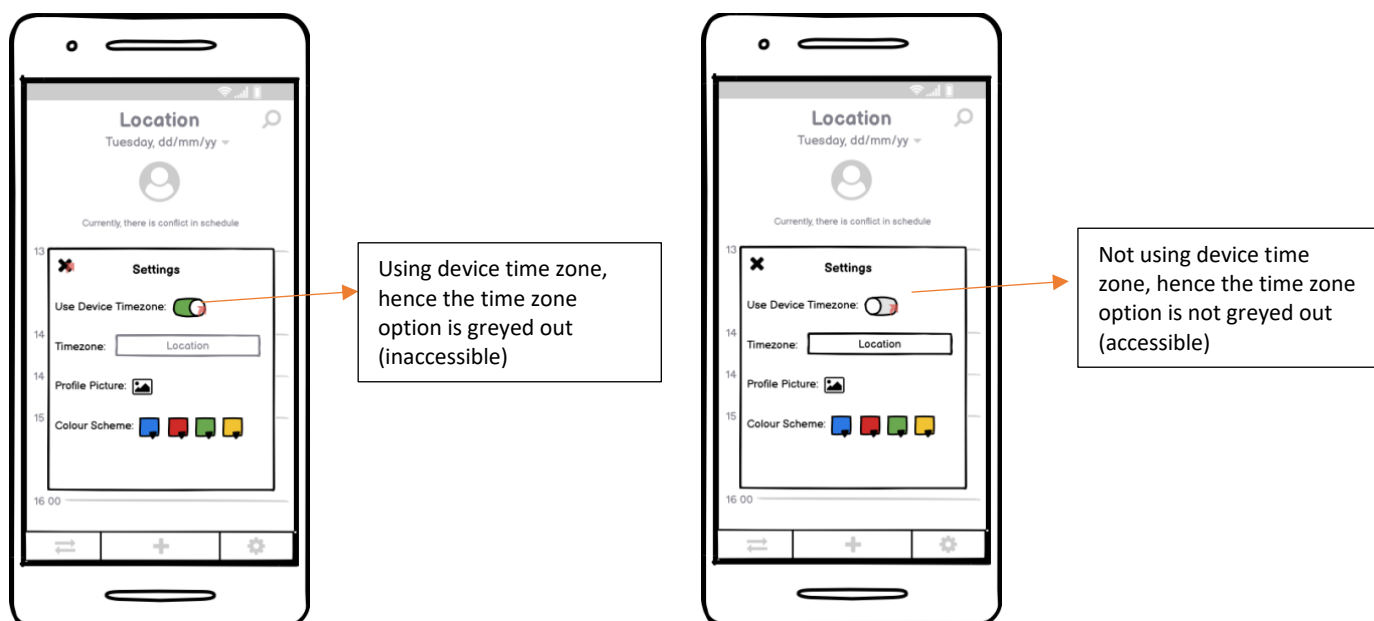 Location
Tuesday, dd/mm/yy
Currently, there is conflict in schedule
13
Settings
Use Device Timezone:
14
Timezone: Location
14
Profile Picture:
15
Colour Scheme:
16 00
Using device time zone,
hence the time zone
option is greyed out
(inaccessible)
Location
Tuesday, dd/mm/yy
Currently, there is conflict in schedule
13
Settings
Use Device Timezone:
14
Timezone: Location
14
Profile Picture:
15
Colour Scheme:
16 00
Not using device time
zone, hence the time zone
option is not greyed out
(accessible)